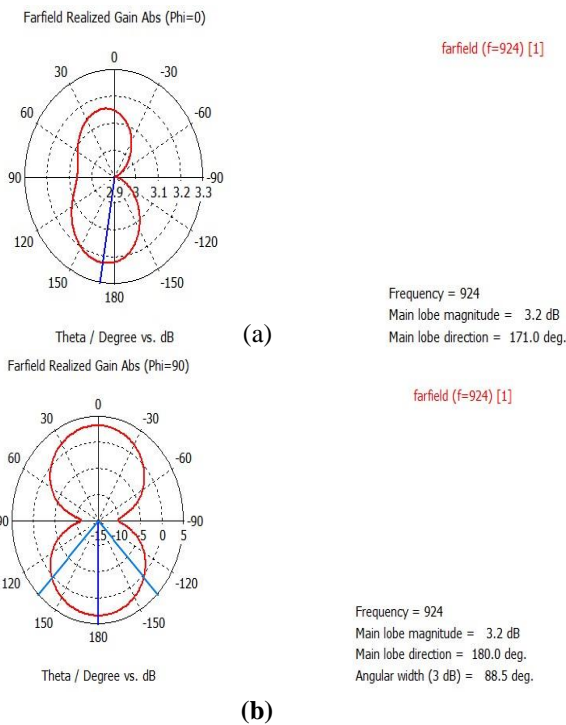 Farfield Realized Gain Abs (Phi=0)
farfield (f=924) [1]
0
30 -30
60 -60
90 -90
2.9 3 3.1 3.2 3.3
120 -120
150 -150
180
Frequency = 924
Main lobe magnitude = 3.2 dB
Main lobe direction = 171.0 deg.
Theta / Degree vs. dB
(a)
Farfield Realized Gain Abs (Phi=90)
farfield (f=924) [1]
0
30 -30
60 -60
90 -90
-15 -10 -5 0 5
120 -120
150 -150
180
Frequency = 924
Main lobe magnitude = 3.2 dB
Main lobe direction = 180.0 deg.
Angular width (3 dB) = 88.5 deg.
Theta / Degree vs. dB
(b)